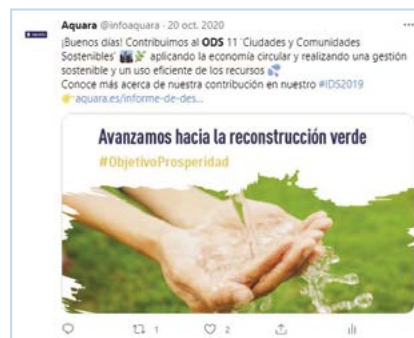 Aquara @infoaquara · 20 oct. 2020
¡Buenos días! Contribuimos al ODS 11 'Ciudades y Comunidades
Sostenibles' 🏙️🌿 aplicando la economía circular y realizando una gestión
sostenible y un uso eficiente de los recursos 💦
Conoce más acerca de nuestra contribución en nuestro #IDS2019
👉aquara.es/informe-de-des...
Avanzamos hacia la reconstrucción verde
#ObjetivoProsperidad
1 2